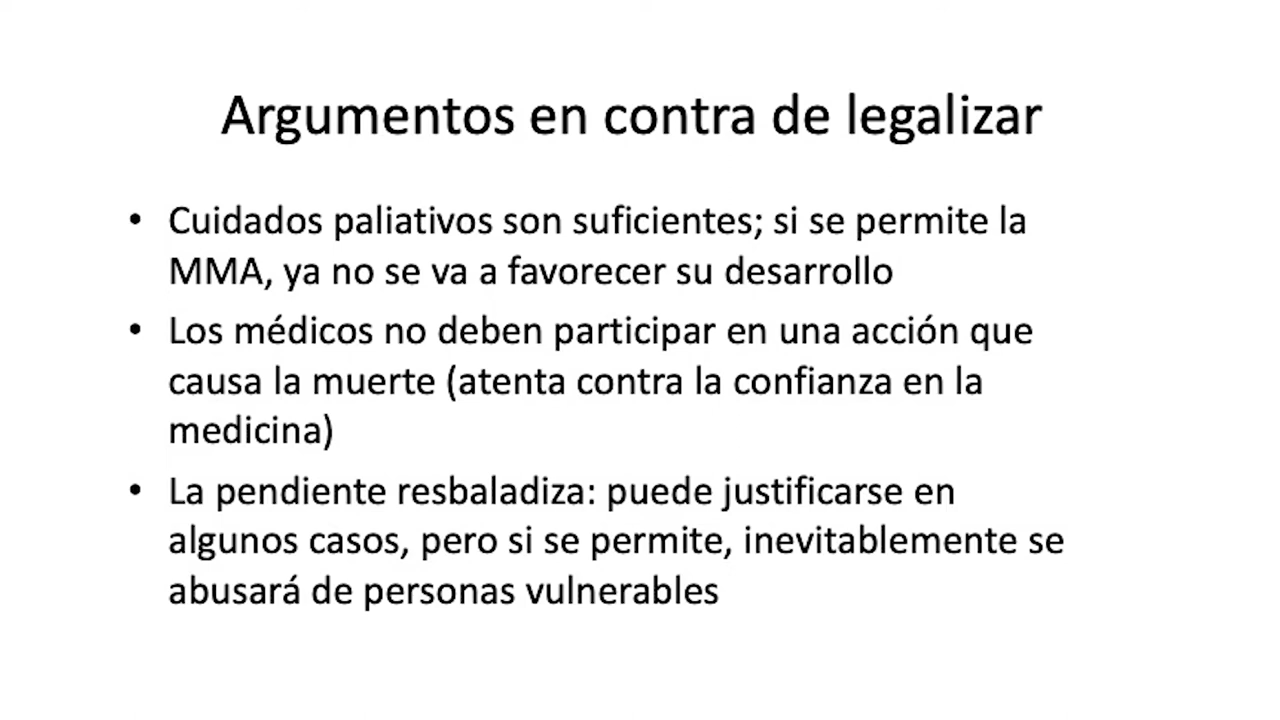 Argumentos en contra de legalizar
• Cuidados paliativos son suficientes; si se permite la
MMA, ya no se va a favorecer su desarrollo
• Los médicos no deben participar en una acción que
causa la muerte (atenta contra la confianza en la
medicina)
• La pendiente resbaladiza: puede justificarse en
algunos casos, pero si se permite, inevitablemente se
abusará de personas vulnerables